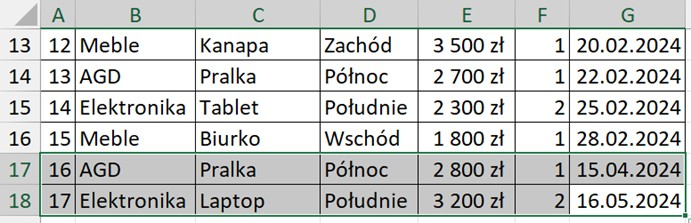 A B C D E F G
13 12 Meble Kanapa Zachód 3 500 zł 1 20.02.2024
14 13 AGD Pralka Północ 2 700 zł 1 22.02.2024
15 14 Elektronika Tablet Południe 2 300 zł 2 25.02.2024
16 15 Meble Biurko Wschód 1 800 zł 1 28.02.2024
17 16 AGD Pralka Północ 2 800 zł 1 15.04.2024
18 17 Elektronika Laptop Południe 3 200 zł 2 16.05.2024